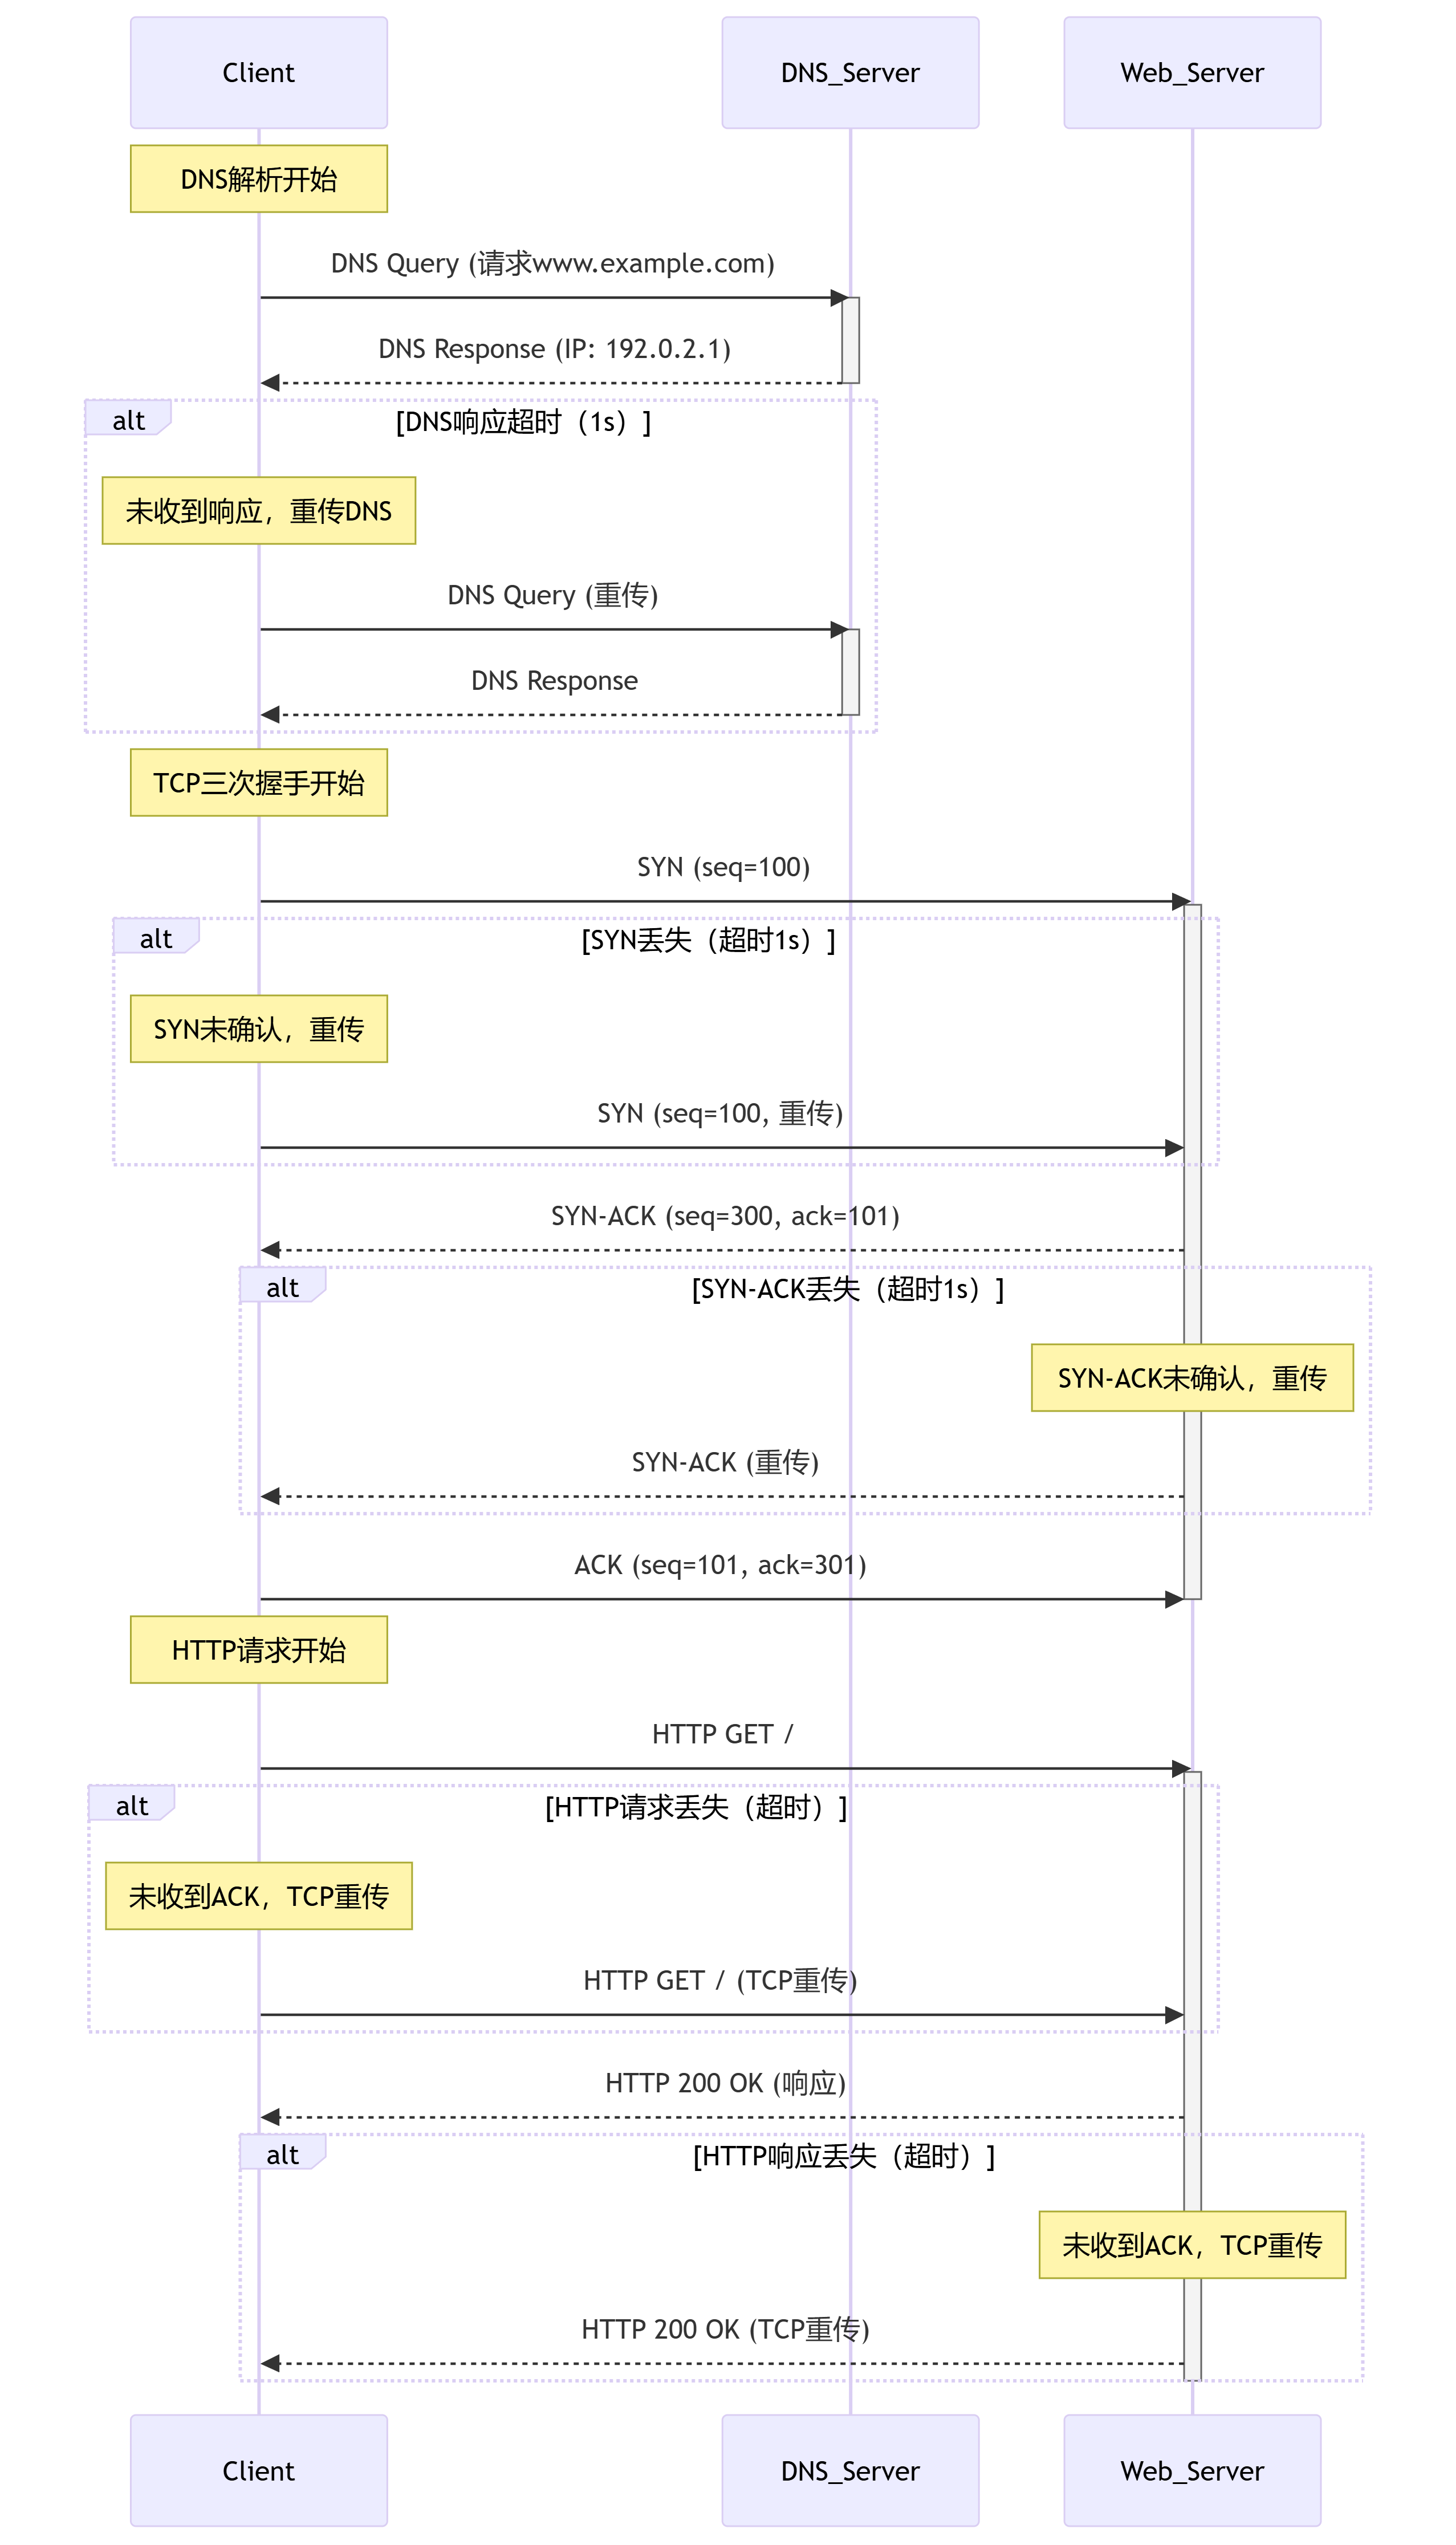 Client
DNS_Server
Web_Server
DNS解析开始
DNS Query (请求www.example.com)
DNS Response (IP: 192.0.2.1)
alt
[DNS响应超时（1s）]
未收到响应，重传DNS
DNS Query (重传)
DNS Response
TCP三次握手开始
SYN (seq=100)
alt
[SYN丢失（超时1s）]
SYN未确认，重传
SYN (seq=100, 重传)
SYN-ACK (seq=300, ack=101)
alt
[SYN-ACK丢失（超时1s）]
SYN-ACK未确认，重传
SYN-ACK (重传)
ACK (seq=101, ack=301)
HTTP请求开始
HTTP GET /
alt
[HTTP请求丢失（超时）]
未收到ACK，TCP重传
HTTP GET / (TCP重传)
HTTP 200 OK (响应)
alt
[HTTP响应丢失（超时）]
未收到ACK，TCP重传
HTTP 200 OK (TCP重传)
Client
DNS_Server
Web_Server